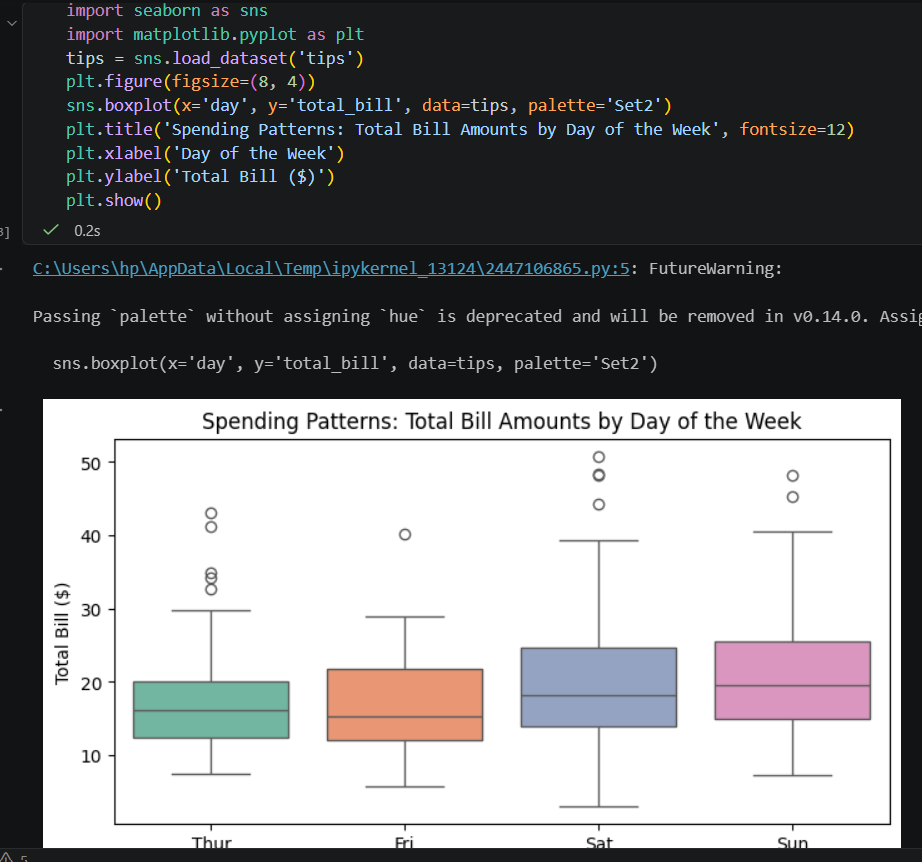 import seaborn as sns
import matplotlib.pyplot as plt
tips = sns.load_dataset('tips')
plt.figure(figsize=(8, 4))
sns.boxplot(x='day', y='total_bill', data=tips, palette='Set2')
plt.title('Spending Patterns: Total Bill Amounts by Day of the Week', fontsize=12)
plt.xlabel('Day of the Week')
plt.ylabel('Total Bill ($)')
plt.show()
0.2s
C:\Users\hp\AppData\Local\Temp\ipykernel_13124\2447106865.py:5: FutureWarning:
Passing `palette` without assigning `hue` is deprecated and will be removed in v0.14.0.
sns.boxplot(x='day', y='total_bill', data=tips, palette='Set2')
Spending Patterns: Total Bill Amounts by Day of the Week
50
40
30
20
10
Total Bill ($)
Thur
Fri
Sat
Sun